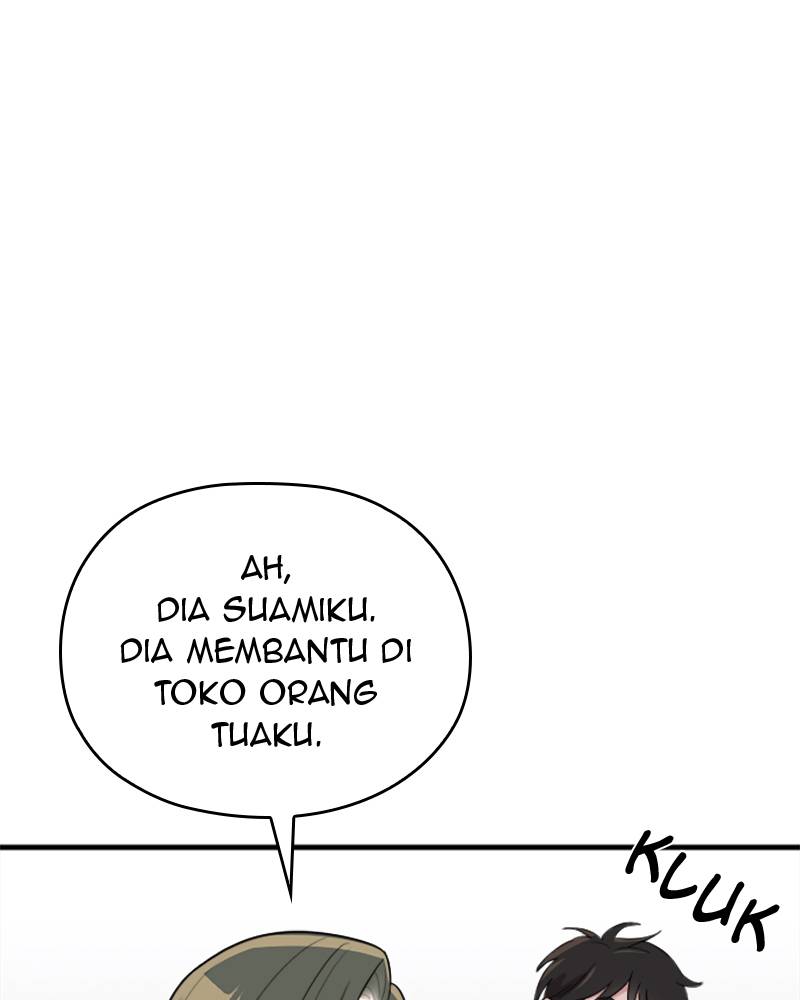 AH,
DIA SUAMIKU.
DIA MEMBANTU DI
TOKO ORANG
TUAKU.
KLUK